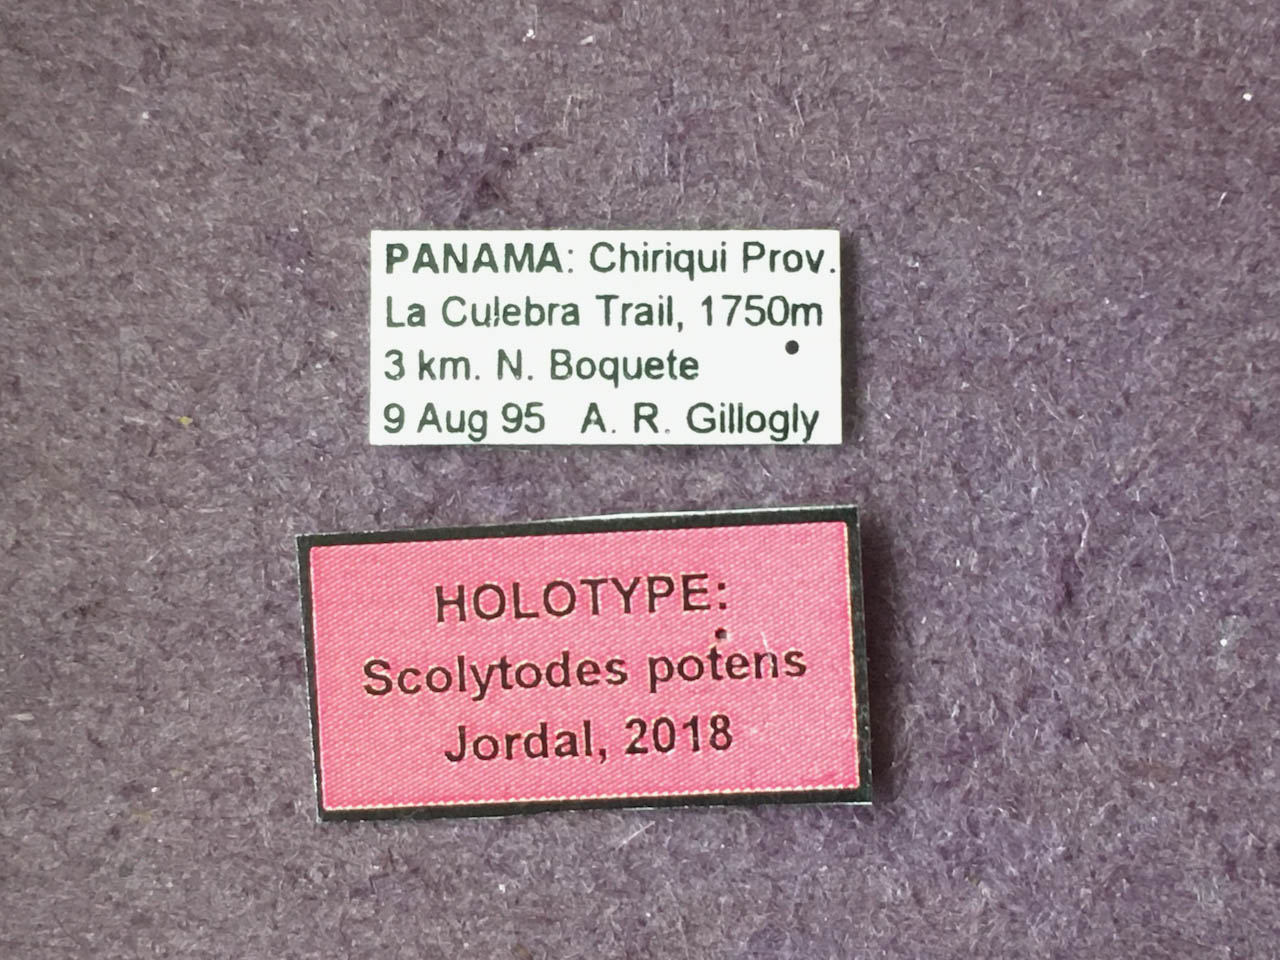 PANAMA: Chiriqui Prov.
La Culebra Trail, 1750m
3 km. N. Boquete
9 Aug 95 A. R. Gillogly
HOLOTYPE:
Scolytodes potens
Jordal, 2018